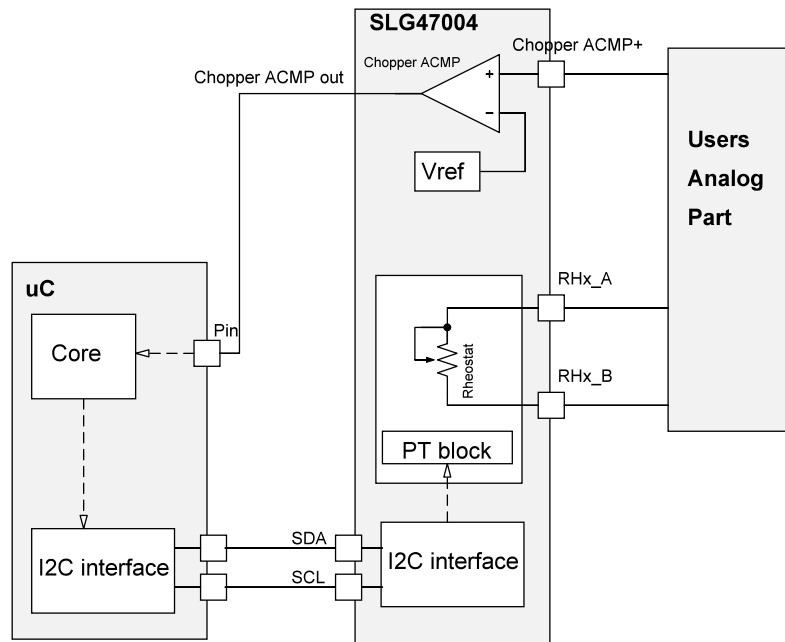 SLG47004
Chopper ACMP+
Chopper ACMP
Chopper ACMP out
+
−
Vref
Users
Analog
Part
uC
RHx_A
Pin
Core
Rheostat
RHx_B
PT block
SDA
I2C interface
I2C interface
SCL